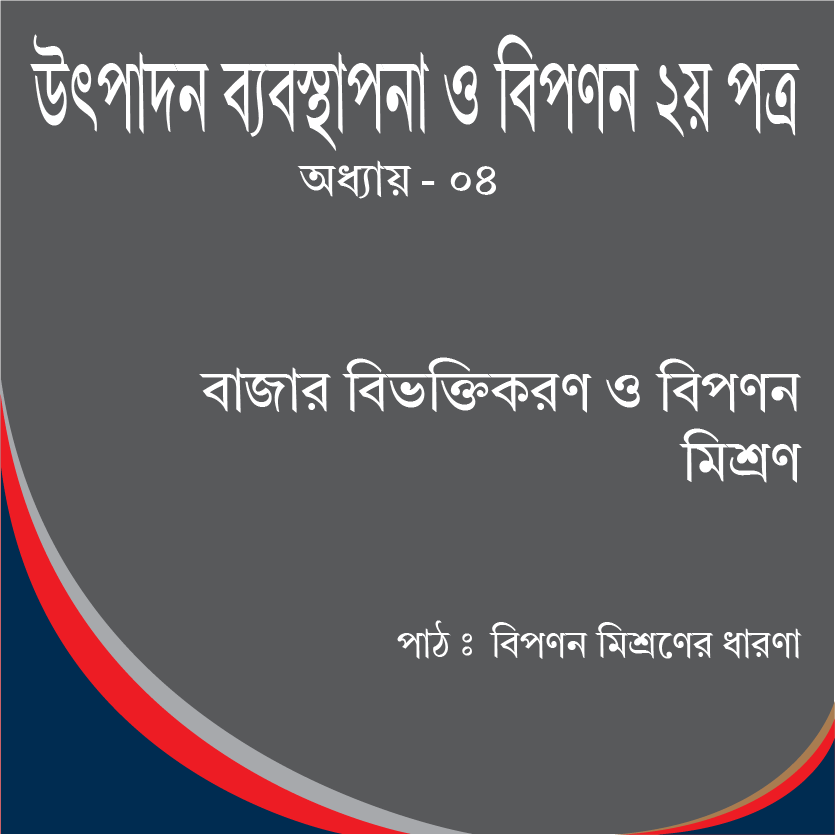 উৎপাদন ব্যবস্থাপনা ও বিপণন ২য় পত্র
অধ্যায় - ০৪
বাজার বিভক্তিকরণ ও বিপণন
মিশ্রণ
পাঠ ঃ বিপণন মিশ্রণের ধারণা